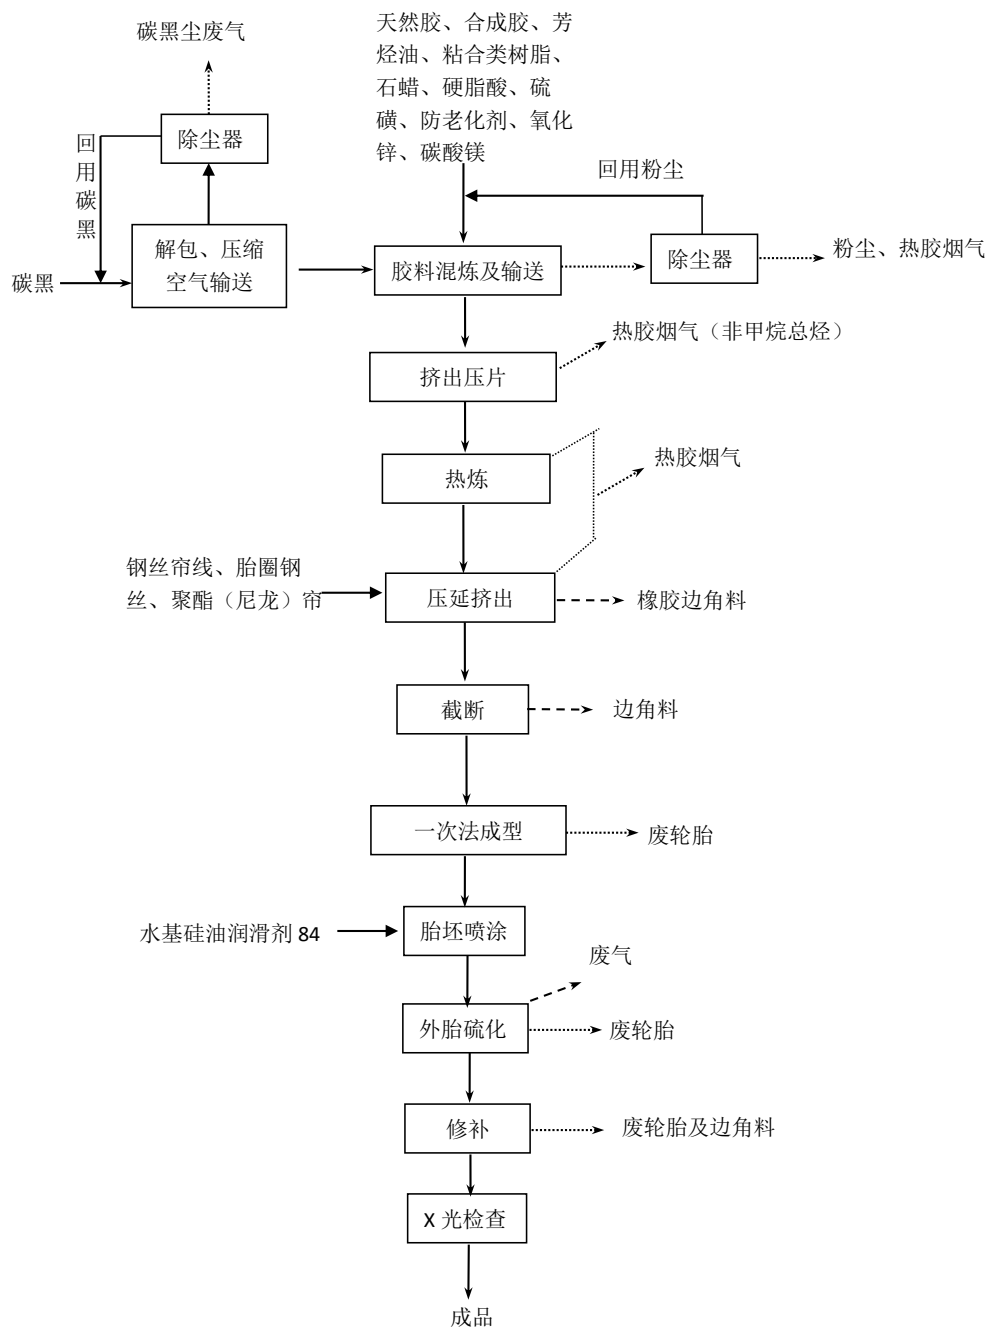 碳黑尘废气
天然胶、合成胶、芳
烃油、粘合类树脂、
石蜡、硬脂酸、硫
磺、防老化剂、氧化
锌、碳酸镁
除尘器
回用碳黑
回用粉尘
解包、压缩
空气输送
碳黑
胶料混炼及输送
除尘器
粉尘、热胶烟气
热胶烟气（非甲烷总烃）
挤出压片
热炼
热胶烟气
钢丝帘线、胎圈钢
丝、聚酯（尼龙）帘
压延挤出
橡胶边角料
截断
边角料
一次法成型
废轮胎
水基硅油润滑剂 84
胎坯喷涂
废气
外胎硫化
废轮胎
修补
废轮胎及边角料
X 光检查
成品